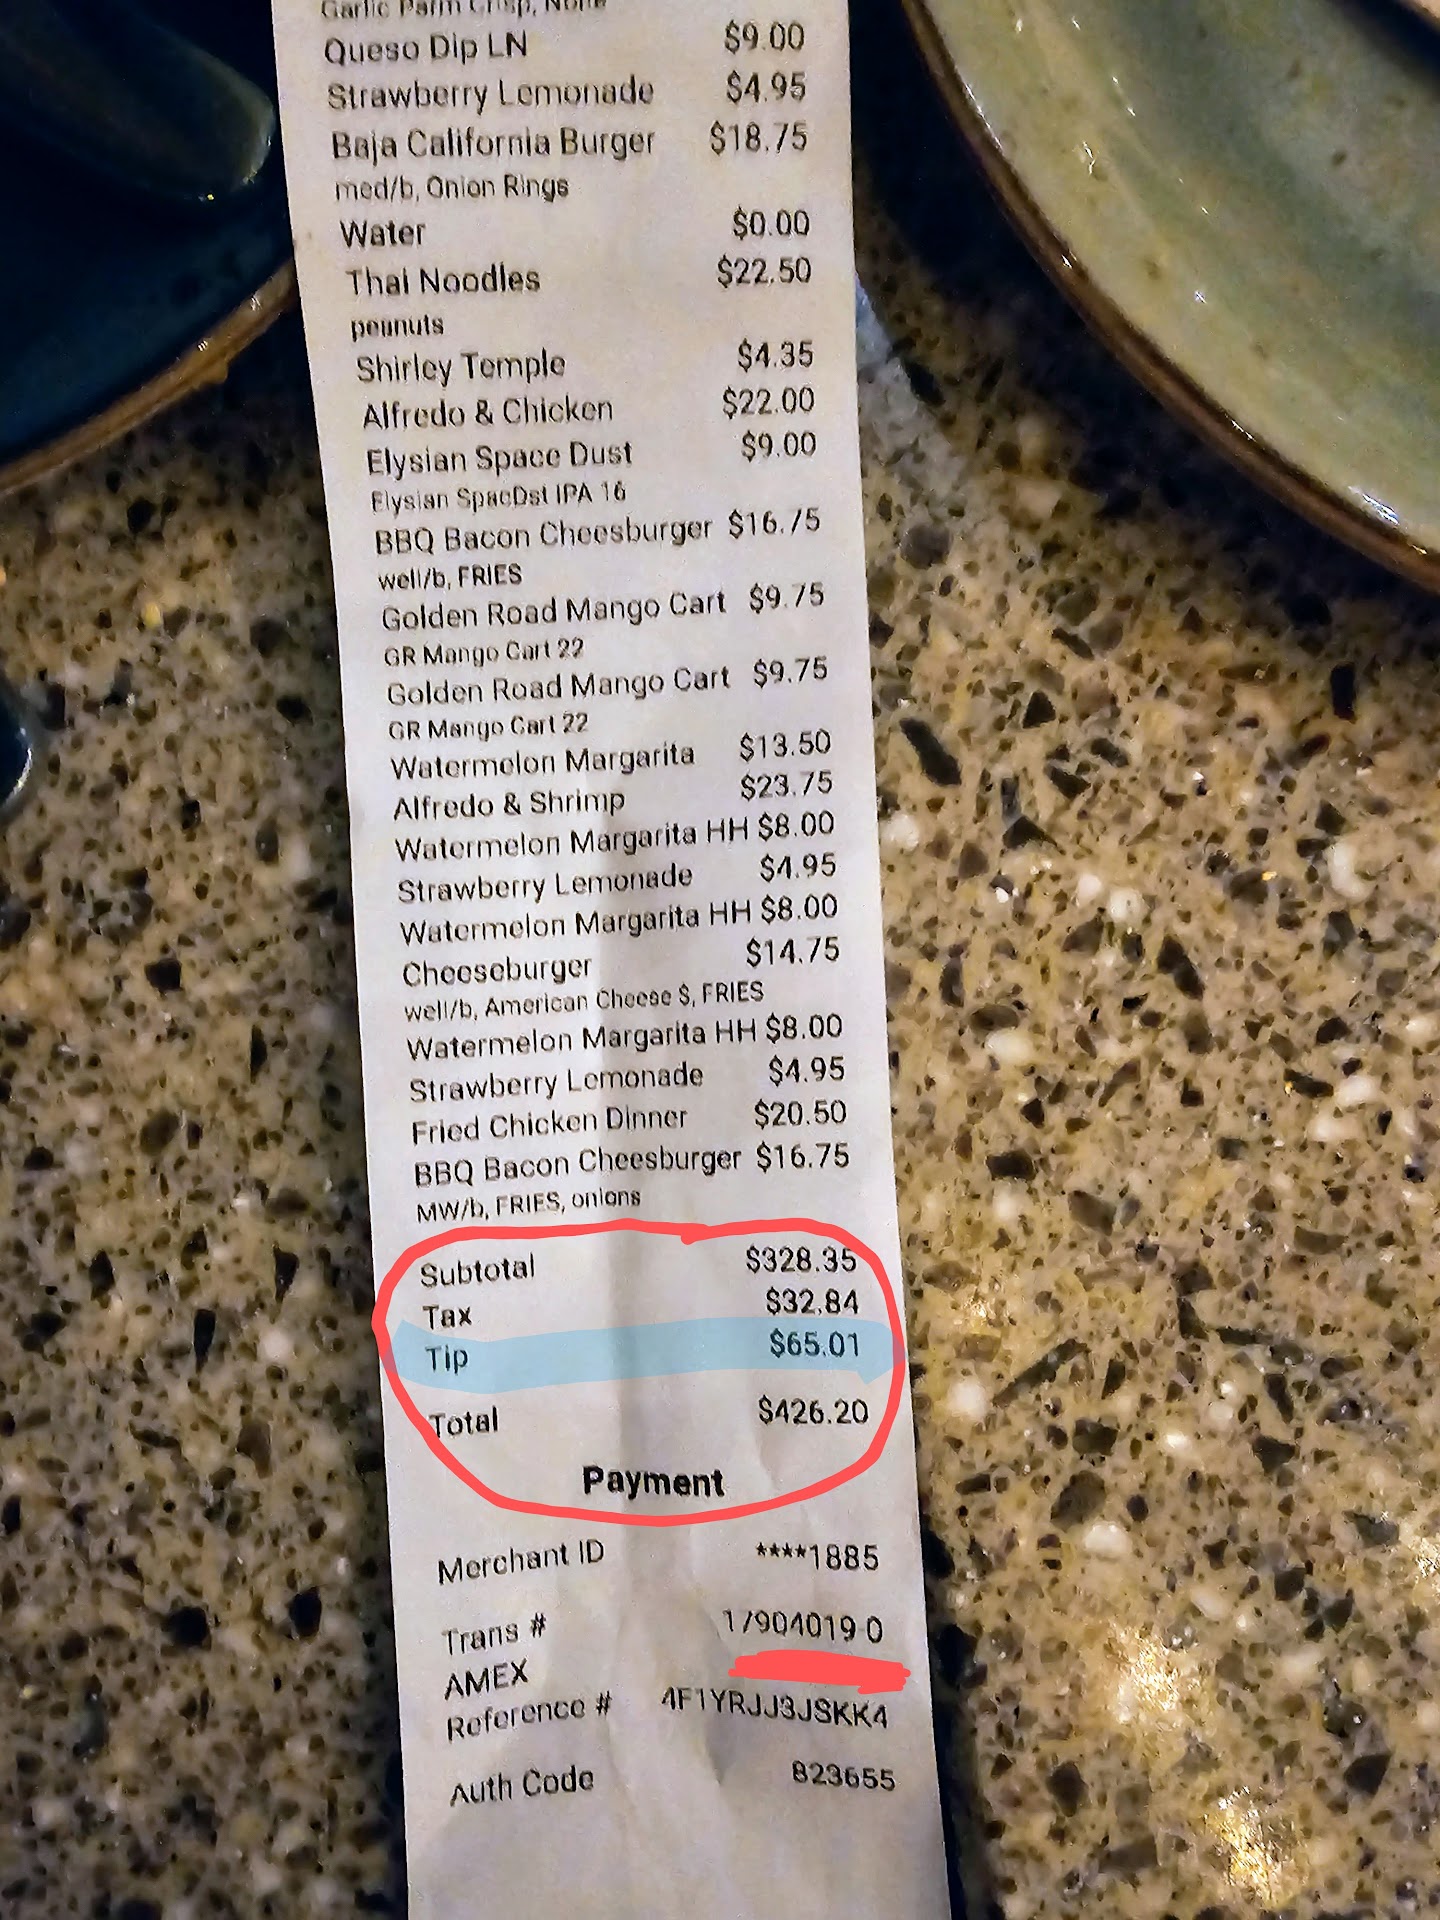 Garlic Parm Crisp, None
Queso Dip LN $9.00
Strawberry Lemonade $4.95
Baja California Burger $18.75
med/b, Onion Rings
Water $0.00
Thai Noodles $22.50
peanuts
Shirley Temple $4.35
Alfredo & Chicken $22.00
Elysian Space Dust $9.00
Elysian SpacDst IPA 16
BBQ Bacon Cheesburger $16.75
well/b, FRIES
Golden Road Mango Cart $9.75
GR Mango Cart 22
Golden Road Mango Cart $9.75
GR Mango Cart 22
Watermelon Margarita $13.50
Alfredo & Shrimp $23.75
Watermelon Margarita HH $8.00
Strawberry Lemonade $4.95
Watermelon Margarita HH $8.00
Cheeseburger $14.75
well/b, American Cheese $, FRIES
Watermelon Margarita HH $8.00
Strawberry Lemonade $4.95
Fried Chicken Dinner $20.50
BBQ Bacon Cheesburger $16.75
MW/b, FRIES, onions
Subtotal $328.35
Tax $32.84
Tip $65.01
Total $426.20
Payment
Merchant ID ****1885
Trans # 17904019 0
AMEX
Reference # 4F1YRJJ3JSKK4
Auth Code 823655